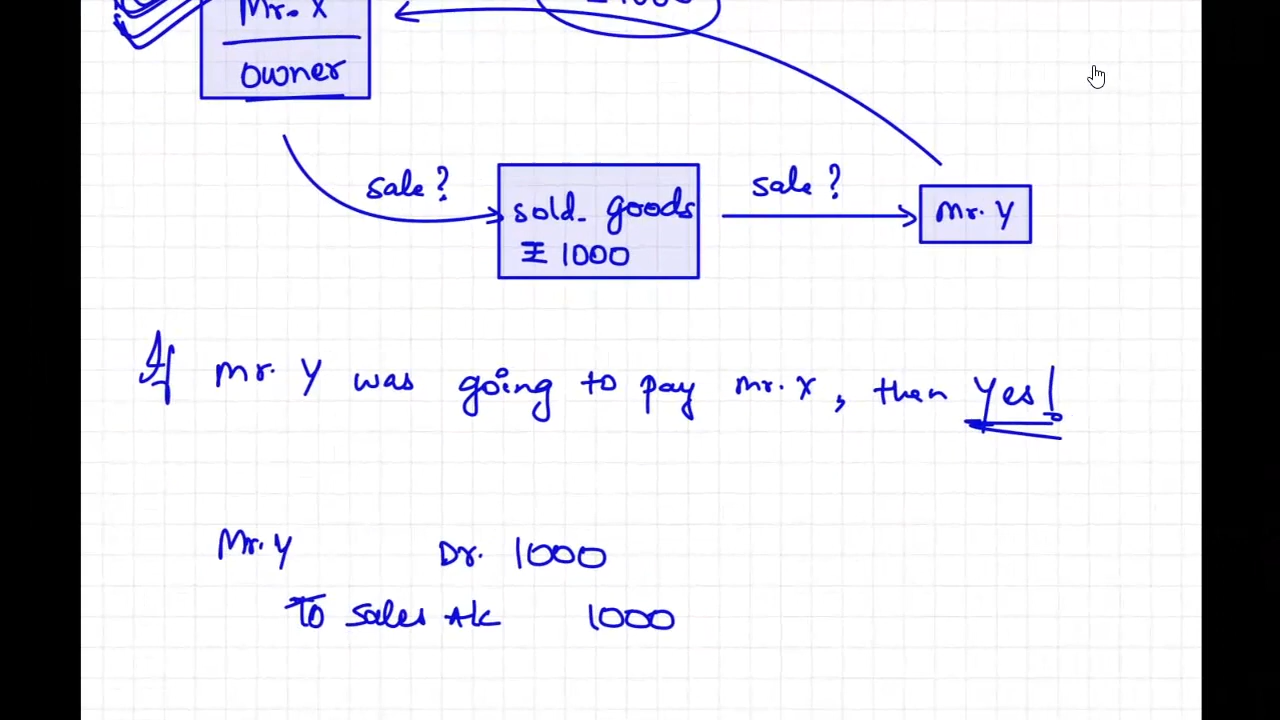 Mr. X
owner
sale?
sold goods
₹ 1000
sale?
Mr. Y
If Mr. Y was going to pay Mr. X, then Yes!
Mr. Y Dr. 1000
To Sales A/c 1000